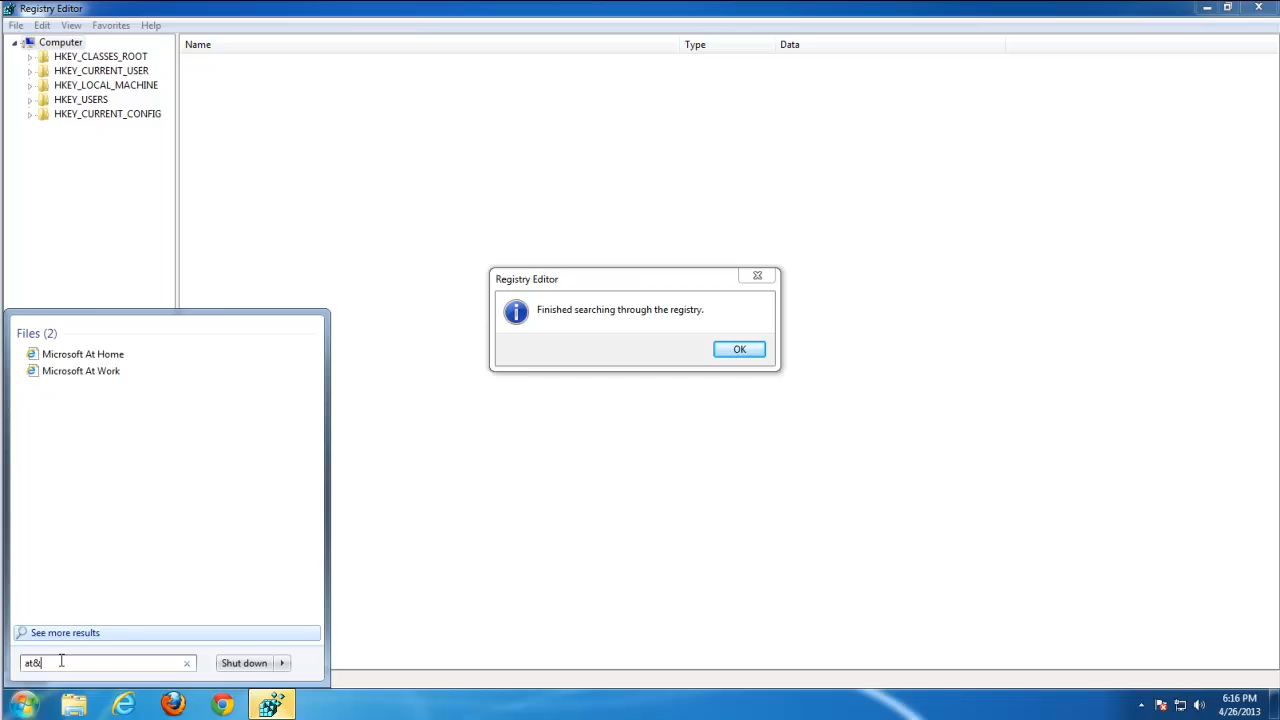 Registry Editor
File Edit View Favorites Help
Computer
HKEY_CLASSES_ROOT
HKEY_CURRENT_USER
HKEY_LOCAL_MACHINE
HKEY_USERS
HKEY_CURRENT_CONFIG
Name Type Data
Registry Editor
Finished searching through the registry.
OK
Files (2)
Microsoft At Home
Microsoft At Work
See more results
at&
Shut down
6:16 PM
4/26/2013